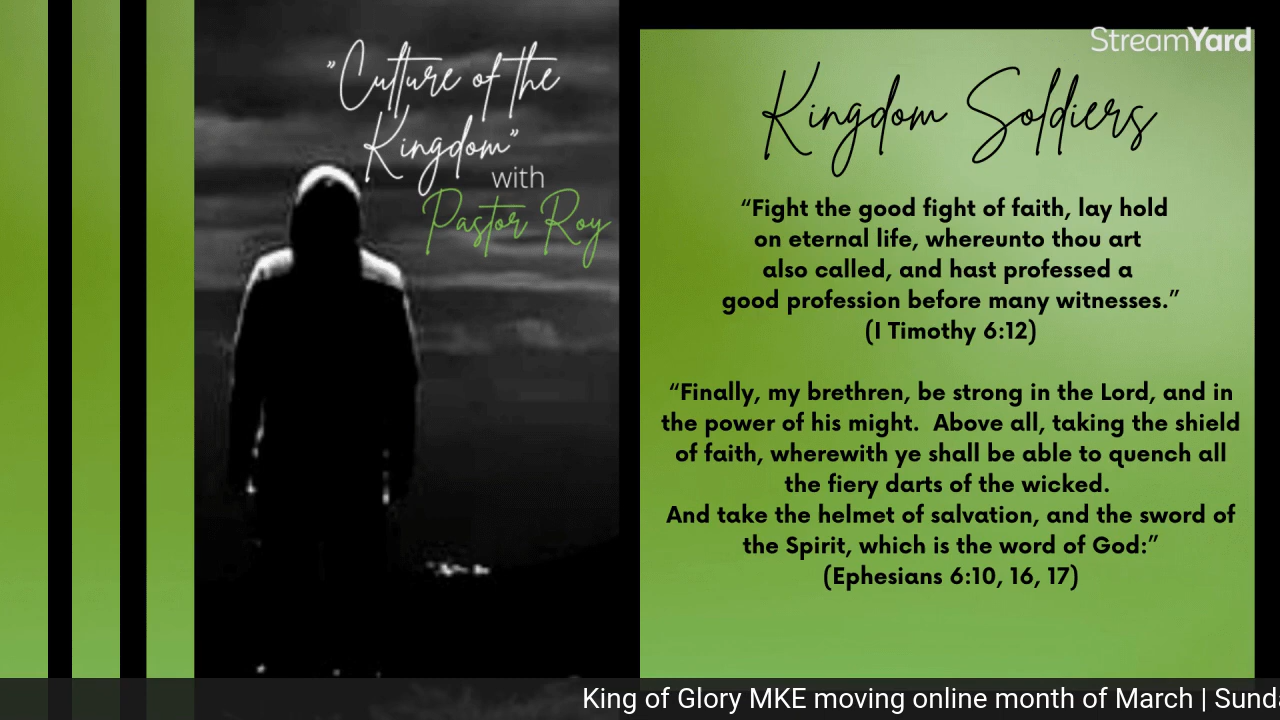 "Culture of the
Kingdom"
with
Pastor Roy
StreamYard
Kingdom Soldiers
“Fight the good fight of faith, lay hold
on eternal life, whereunto thou art
also called, and hast professed a
good profession before many witnesses.”
(I Timothy 6:12)
“Finally, my brethren, be strong in the Lord, and in
the power of his might.  Above all, taking the shield
of faith, wherewith ye shall be able to quench all
the fiery darts of the wicked.
And take the helmet of salvation, and the sword of
the Spirit, which is the word of God:”
(Ephesians 6:10, 16, 17)
King of Glory MKE moving online month of March | Sund